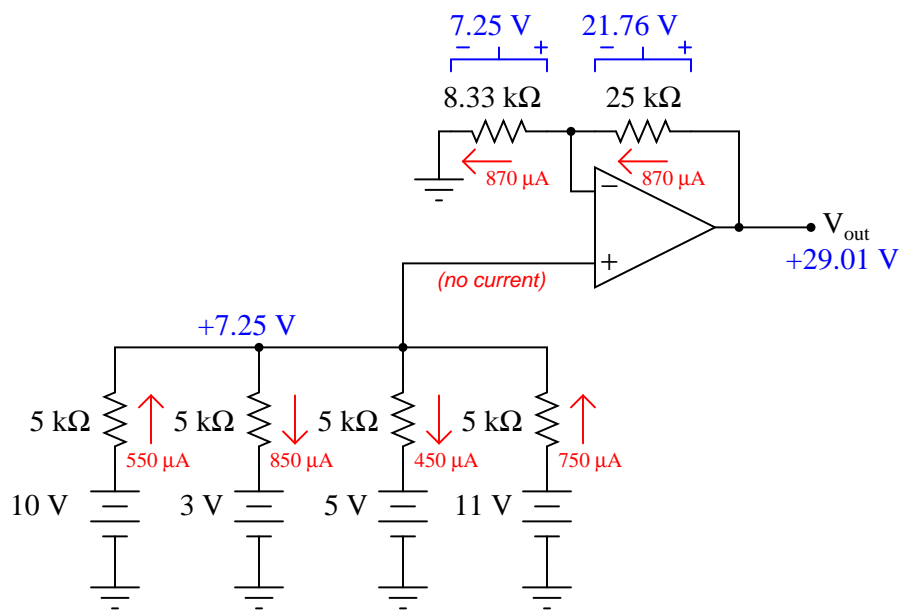 7.25 V 21.76 V
− + − +
8.33 kΩ 25 kΩ
870 µA 870 µA
−
+
Vout
+29.01 V
(no current)
+7.25 V
5 kΩ 5 kΩ 5 kΩ 5 kΩ
550 µA 850 µA 450 µA 750 µA
10 V 3 V 5 V 11 V